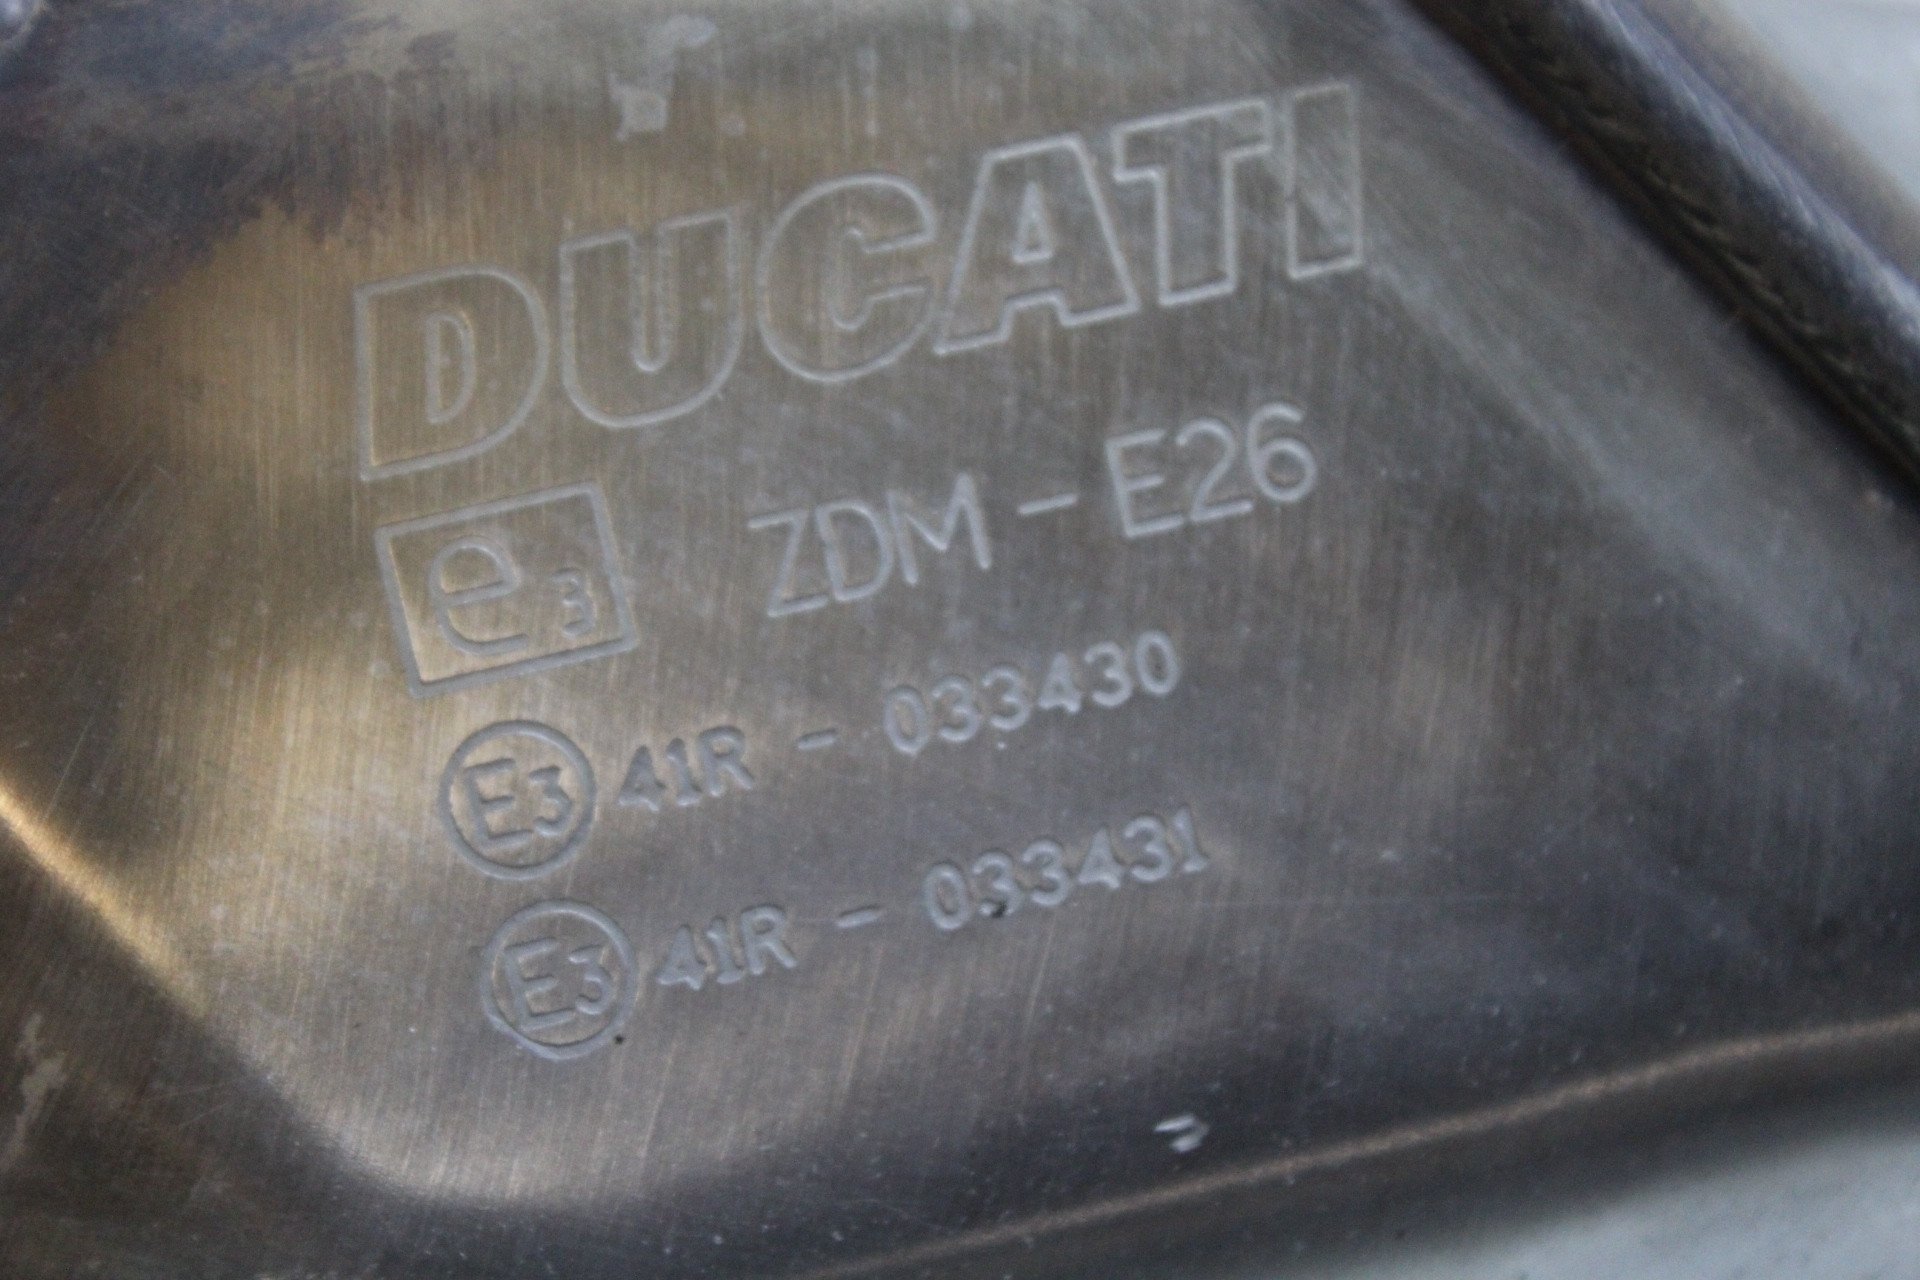 DUCATI
e3 ZDM - E26
E3 41R - 033430
E3 41R - 033431